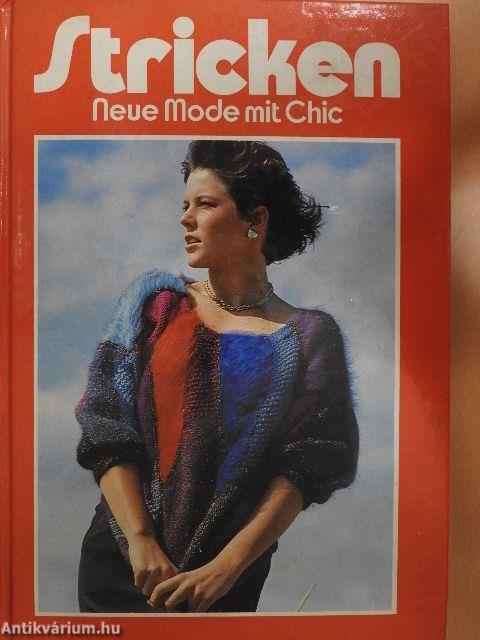 Stricken
Neue Mode mit Chic
Antikvárium.hu